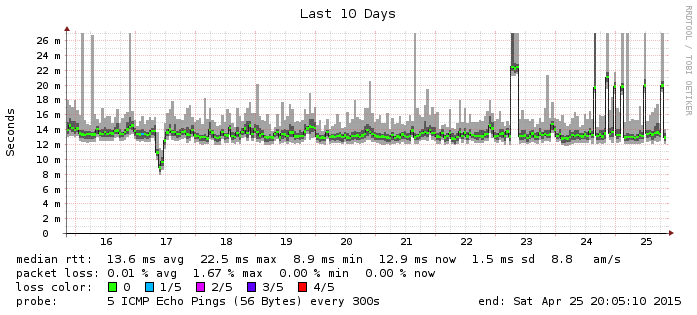 Last 10 Days
RRDTOOL / TOBI OETIKER
Seconds
26 m
24 m
22 m
20 m
18 m
16 m
14 m
12 m
10 m
8 m
6 m
4 m
2 m
0
16 17 18 19 20 21 22 23 24 25
median rtt: 13.6 ms avg 22.5 ms max 8.9 ms min 12.9 ms now 1.5 ms sd 8.8 am/s
packet loss: 0.01 % avg 1.67 % max 0.00 % min 0.00 % now
loss color: 0 1/5 2/5 3/5 4/5
probe: 5 ICMP Echo Pings (56 Bytes) every 300s end: Sat Apr 25 20:05:10 2015